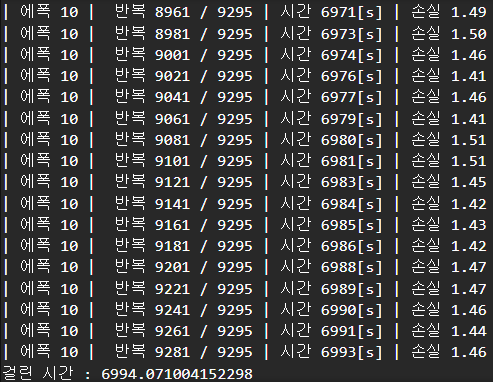 | 에폭 10 |  반복 8961 / 9295 | 시간 6971[s] | 손실 1.49
| 에폭 10 |  반복 8981 / 9295 | 시간 6973[s] | 손실 1.50
| 에폭 10 |  반복 9001 / 9295 | 시간 6974[s] | 손실 1.46
| 에폭 10 |  반복 9021 / 9295 | 시간 6976[s] | 손실 1.41
| 에폭 10 |  반복 9041 / 9295 | 시간 6977[s] | 손실 1.46
| 에폭 10 |  반복 9061 / 9295 | 시간 6979[s] | 손실 1.41
| 에폭 10 |  반복 9081 / 9295 | 시간 6980[s] | 손실 1.51
| 에폭 10 |  반복 9101 / 9295 | 시간 6981[s] | 손실 1.51
| 에폭 10 |  반복 9121 / 9295 | 시간 6983[s] | 손실 1.45
| 에폭 10 |  반복 9141 / 9295 | 시간 6984[s] | 손실 1.42
| 에폭 10 |  반복 9161 / 9295 | 시간 6985[s] | 손실 1.43
| 에폭 10 |  반복 9181 / 9295 | 시간 6986[s] | 손실 1.42
| 에폭 10 |  반복 9201 / 9295 | 시간 6988[s] | 손실 1.47
| 에폭 10 |  반복 9221 / 9295 | 시간 6989[s] | 손실 1.47
| 에폭 10 |  반복 9241 / 9295 | 시간 6990[s] | 손실 1.46
| 에폭 10 |  반복 9261 / 9295 | 시간 6991[s] | 손실 1.44
| 에폭 10 |  반복 9281 / 9295 | 시간 6993[s] | 손실 1.46
걸린 시간 : 6994.071004152298